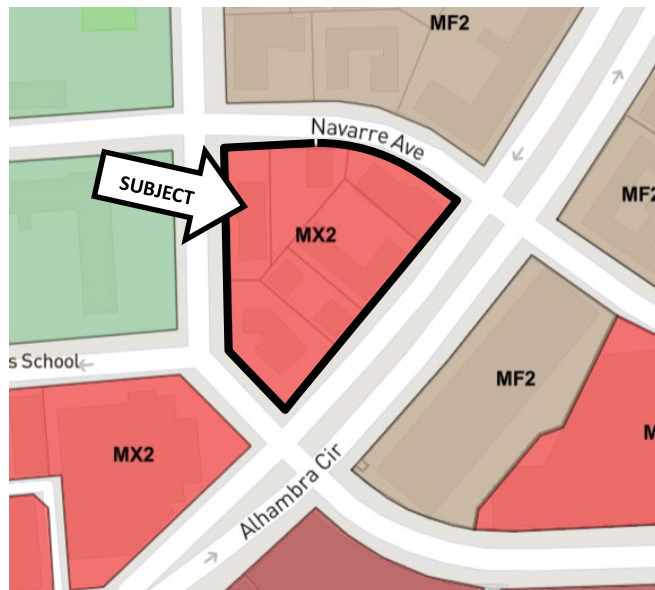 MF2
Navarre Ave
SUBJECT
MF2
MX2
s School
MF2
MX2
M
Alhambra Cir